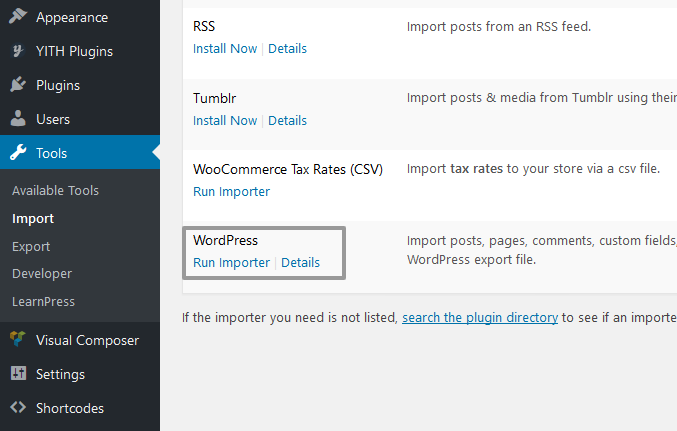 Appearance
YITH Plugins
Plugins
Users
Tools
Available Tools
Import
Export
Developer
LearnPress
Visual Composer
Settings
Shortcodes
RSS
Import posts from an RSS feed.
Install Now | Details
Tumblr
Import posts & media from Tumblr using their
Install Now | Details
WooCommerce Tax Rates (CSV)
Import tax rates to your store via a csv file.
Run Importer
WordPress
Import posts, pages, comments, custom fields,
Run Importer | Details
WordPress export file.
If the importer you need is not listed, search the plugin directory to see if an importe